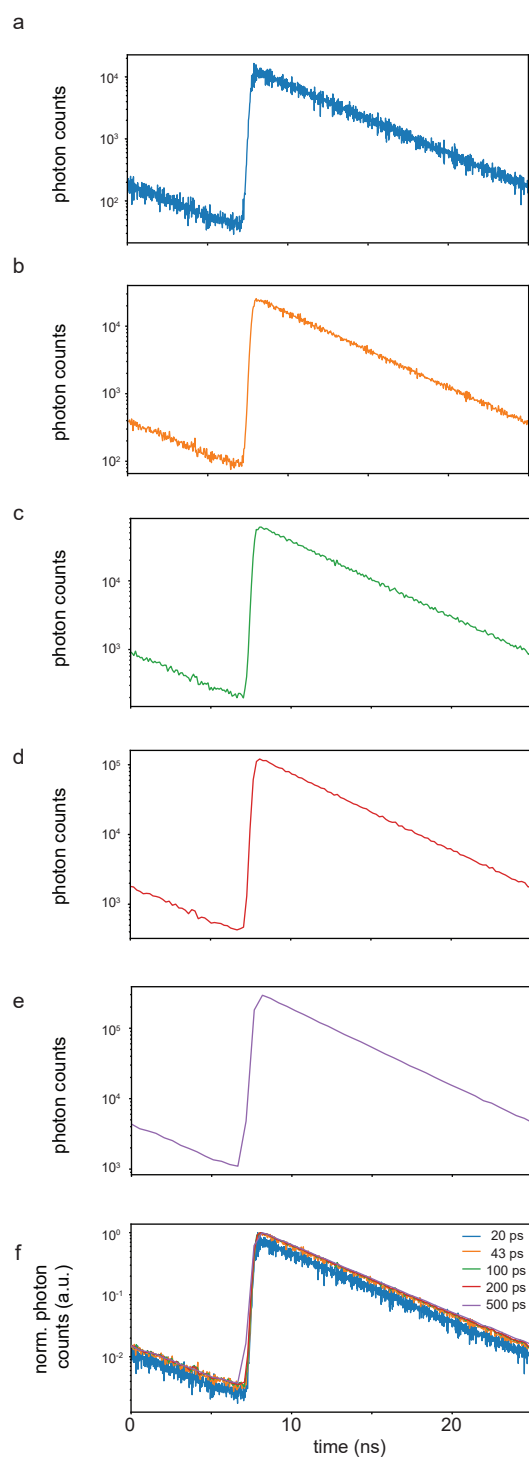 a
photon counts
10⁴
10³
10²
b
photon counts
10⁴
10³
10²
c
photon counts
10⁴
10³
d
photon counts
10⁵
10⁴
10³
e
photon counts
10⁵
10⁴
10³
f
norm. photon
counts (a.u.)
10⁰
10⁻¹
10⁻²
20 ps
43 ps
100 ps
200 ps
500 ps
0 10 20
time (ns)